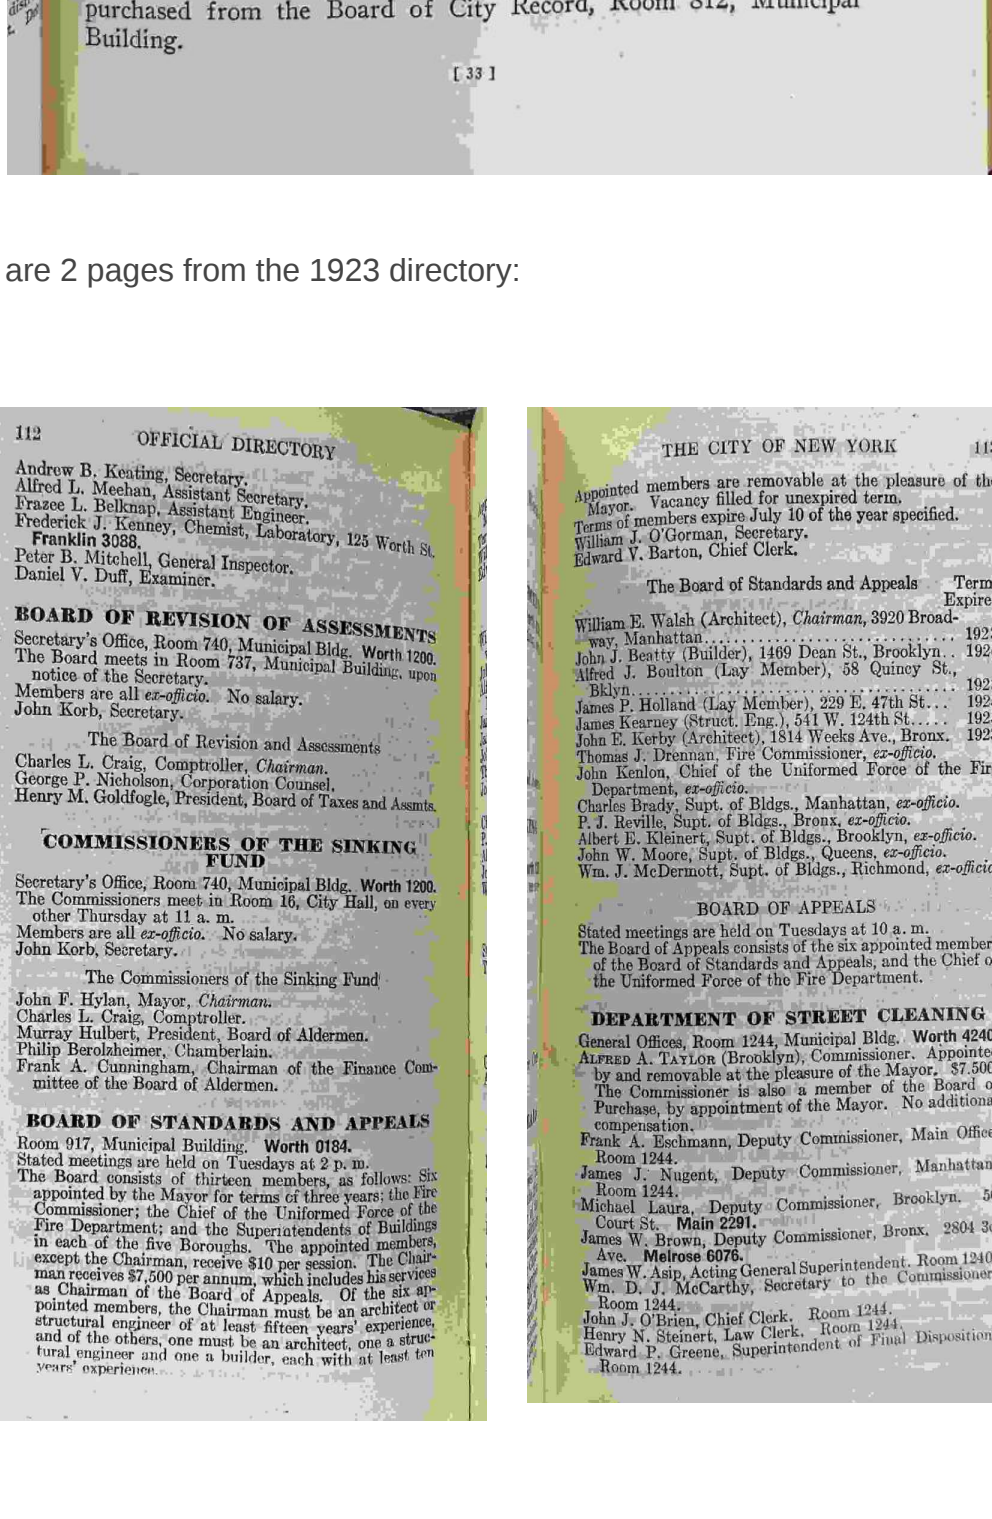 purchased from the Board of City Record, Room 812, Municipal
Building.
[ 33 ]
are 2 pages from the 1923 directory:
112 OFFICIAL DIRECTORY
Andrew B. Keating, Secretary.
Alfred L. Meehan, Assistant Secretary.
Frazee L. Belknap, Assistant Engineer.
Frederick J. Kenney, Chemist, Laboratory, 125 Worth St.
Franklin 3088.
Peter B. Mitchell, General Inspector.
Daniel V. Duff, Examiner.
BOARD OF REVISION OF ASSESSMENTS
Secretary's Office, Room 740, Municipal Bldg. Worth 1200.
The Board meets in Room 737, Municipal Building, upon
notice of the Secretary.
Members are all ex-officio. No salary.
John Korb, Secretary.
The Board of Revision and Assessments
Charles L. Craig, Comptroller, Chairman.
George P. Nicholson, Corporation Counsel,
Henry M. Goldfogle, President, Board of Taxes and Assmts.
COMMISSIONERS OF THE SINKING
FUND
Secretary's Office, Room 740, Municipal Bldg. Worth 1200.
The Commissioners meet in Room 16, City Hall, on every
other Thursday at 11 a. m.
Members are all ex-officio. No salary.
John Korb, Secretary.
The Commissioners of the Sinking Fund
John F. Hylan, Mayor, Chairman.
Charles L. Craig, Comptroller.
Murray Hulbert, President, Board of Aldermen.
Philip Berolzheimer, Chamberlain.
Frank A. Cunningham, Chairman of the Finance Com-
mittee of the Board of Aldermen.
BOARD OF STANDARDS AND APPEALS
Room 917, Municipal Building. Worth 0184.
Stated meetings are held on Tuesdays at 2 p. m.
The Board consists of thirteen members, as follows: Six
appointed by the Mayor for terms of three years; the Fire
Commissioner; the Chief of the Uniformed Force of the
Fire Department; and the Superintendents of Buildings
in each of the five Boroughs. The appointed members,
except the Chairman, receive $10 per session. The Chair-
man receives $7,500 per annum, which includes his services
as Chairman of the Board of Appeals. Of the six ap-
pointed members, the Chairman must be an architect or
structural engineer of at least fifteen years' experience,
and of the others, one must be an architect, one a struc-
tural engineer and one a builder, each with at least ten
years' experience.
THE CITY OF NEW YORK 113
Appointed members are removable at the pleasure of the
Mayor. Vacancy filled for unexpired term.
Terms of members expire July 10 of the year specified.
William J. O'Gorman, Secretary.
Edward V. Barton, Chief Clerk.
The Board of Standards and Appeals Term
Expire
William E. Walsh (Architect), Chairman, 3920 Broad-
way, Manhattan.................................... 192
John J. Beatty (Builder), 1469 Dean St., Brooklyn.. 192
Alfred J. Boulton (Lay Member), 58 Quincy St.,
Bklyn.............................................. 192
James P. Holland (Lay Member), 229 E. 47th St... 192
James Kearney (Struct. Eng.), 541 W. 124th St..... 192
John E. Kerby (Architect), 1814 Weeks Ave., Bronx. 192
Thomas J. Drennan, Fire Commissioner, ex-officio.
John Kenlon, Chief of the Uniformed Force of the Fir
Department, ex-officio.
Charles Brady, Supt. of Bldgs., Manhattan, ex-officio.
P. J. Reville, Supt. of Bldgs., Bronx, ex-officio.
Albert E. Kleinert, Supt. of Bldgs., Brooklyn, ex-officio.
John W. Moore, Supt. of Bldgs., Queens, ex-officio.
Wm. J. McDermott, Supt. of Bldgs., Richmond, ex-officio
BOARD OF APPEALS
Stated meetings are held on Tuesdays at 10 a. m.
The Board of Appeals consists of the six appointed member
of the Board of Standards and Appeals, and the Chief o
the Uniformed Force of the Fire Department.
DEPARTMENT OF STREET CLEANING
General Offices, Room 1244, Municipal Bldg. Worth 4240
ALFRED A. TAYLOR (Brooklyn), Commissioner. Appointe
by and removable at the pleasure of the Mayor. $7.500
The Commissioner is also a member of the Board o
Purchase, by appointment of the Mayor. No additiona
compensation.
Frank A. Eschmann, Deputy Commissioner, Main Office
Room 1244.
James J. Nugent, Deputy Commissioner, Manhattan
Room 1244.
Michael Laura, Deputy Commissioner, Brooklyn. 50
Court St. Main 2291.
James W. Brown, Deputy Commissioner, Bronx. 2804 3
Ave. Melrose 6076.
James W. Asip, Acting General Superintendent. Room 1240
Wm. D. J. McCarthy, Secretary to the Commissioner
Room 1244.
John J. O'Brien, Chief Clerk. Room 1244.
Henry N. Steinert, Law Clerk. Room 1244.
Edward P. Greene, Superintendent of Final Disposition
Room 1244.